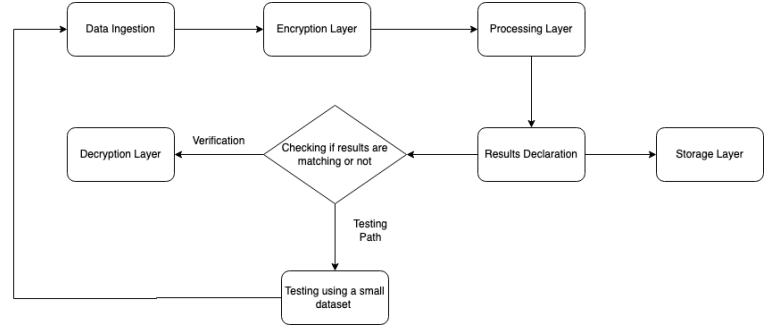 Data Ingestion
Encryption Layer
Processing Layer
Verification
Decryption Layer
Checking if results are
matching or not
Results Declaration
Storage Layer
Testing
Path
Testing using a small
dataset